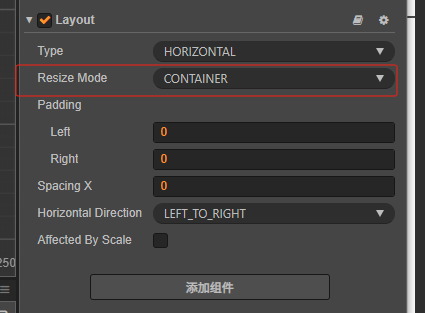 Layout
Type HORIZONTAL
Resize Mode CONTAINER
Padding
Left 0
Right 0
Spacing X 0
Horizontal Direction LEFT_TO_RIGHT
Affected By Scale
250
添加组件